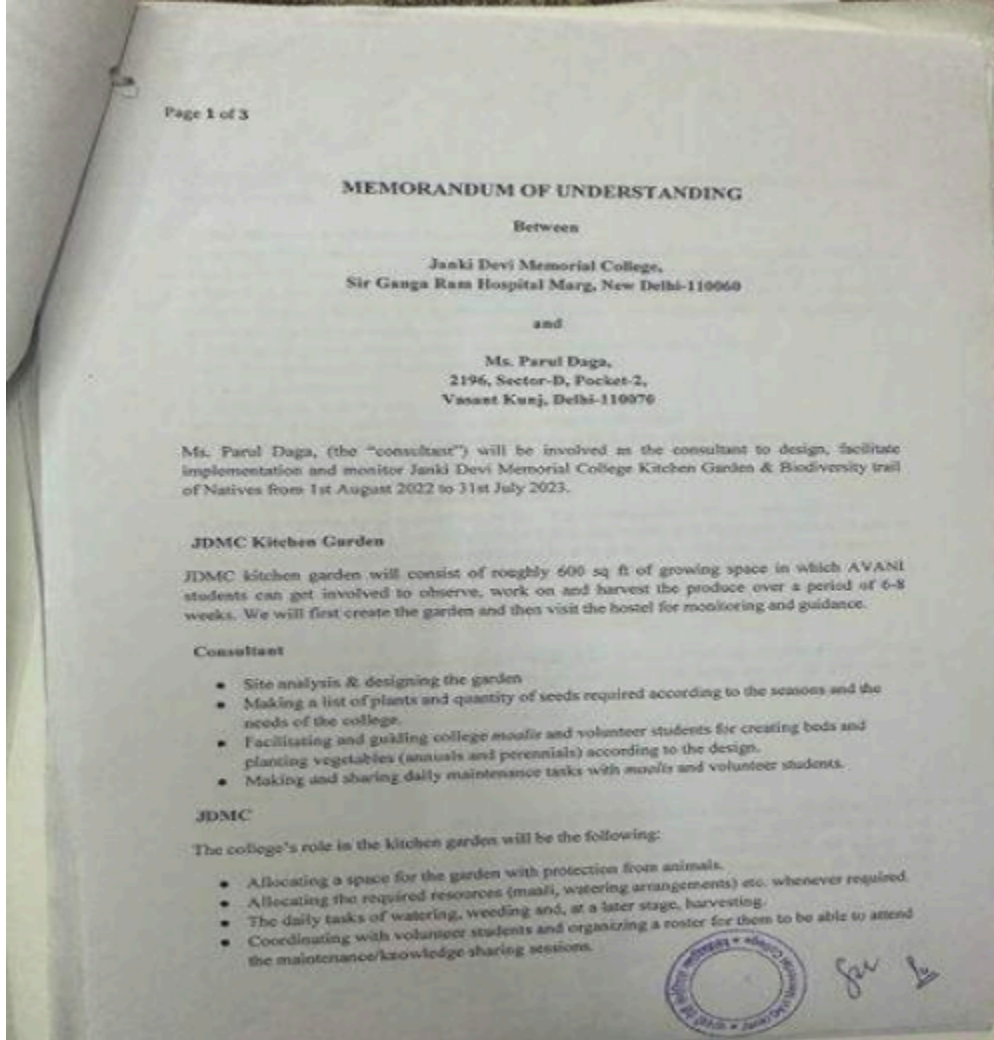 Page 1 of 3
MEMORANDUM OF UNDERSTANDING
Between
Janki Devi Memorial College,
Sir Ganga Ram Hospital Marg, New Delhi-110060
and
Ms. Parul Daga,
2196, Sector-D, Pocket-2,
Vasant Kunj, Delhi-110070
Ms. Parul Daga, (the "consultant") will be involved as the consultant to design, facilitate
implementation and monitor Janki Devi Memorial College Kitchen Garden & Biodiversity trail
of Natives from 1st August 2022 to 31st July 2023.
JDMC Kitchen Garden
JDMC kitchen garden will consist of roughly 600 sq ft of growing space in which AVANI
students can get involved to observe, work on and harvest the produce over a period of 6-8
weeks. We will first create the garden and then visit the hostel for monitoring and guidance.
Consultant
• Site analysis & designing the garden
• Making a list of plants and quantity of seeds required according to the seasons and the
needs of the college.
• Facilitating and guiding college maalis and volunteer students for creating beds and
planting vegetables (annuals and perennials) according to the design.
• Making and sharing daily maintenance tasks with maalis and volunteer students.
JDMC
The college's role in the kitchen garden will be the following:
• Allocating a space for the garden with protection from animals.
• Allocating the required resources (maali, watering arrangements) etc. whenever required.
• The daily tasks of watering, weeding and, at a later stage, harvesting.
• Coordinating with volunteer students and organizing a roster for them to be able to attend
the maintenance/knowledge sharing sessions.